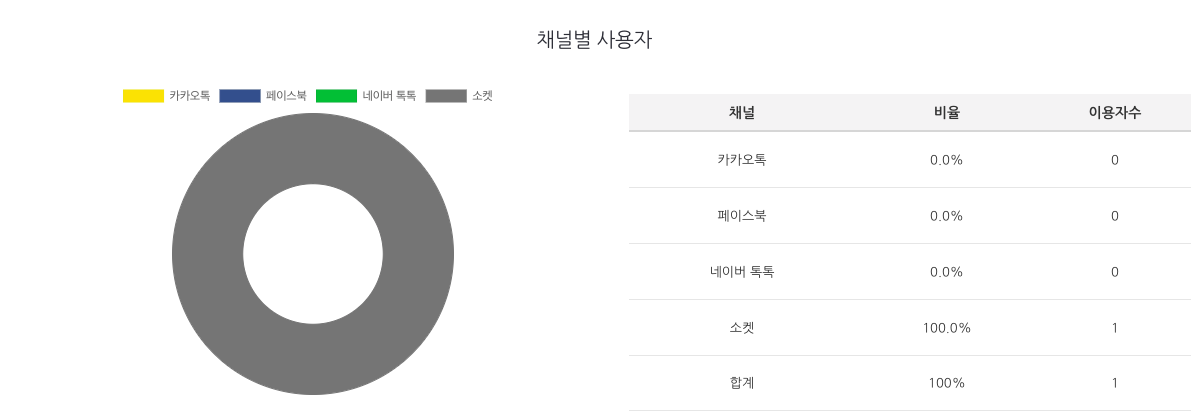 채널별 사용자
카카오톡 페이스북 네이버 톡톡 소켓
채널 비율 이용자수
카카오톡 0.0% 0
페이스북 0.0% 0
네이버 톡톡 0.0% 0
소켓 100.0% 1
합계 100% 1